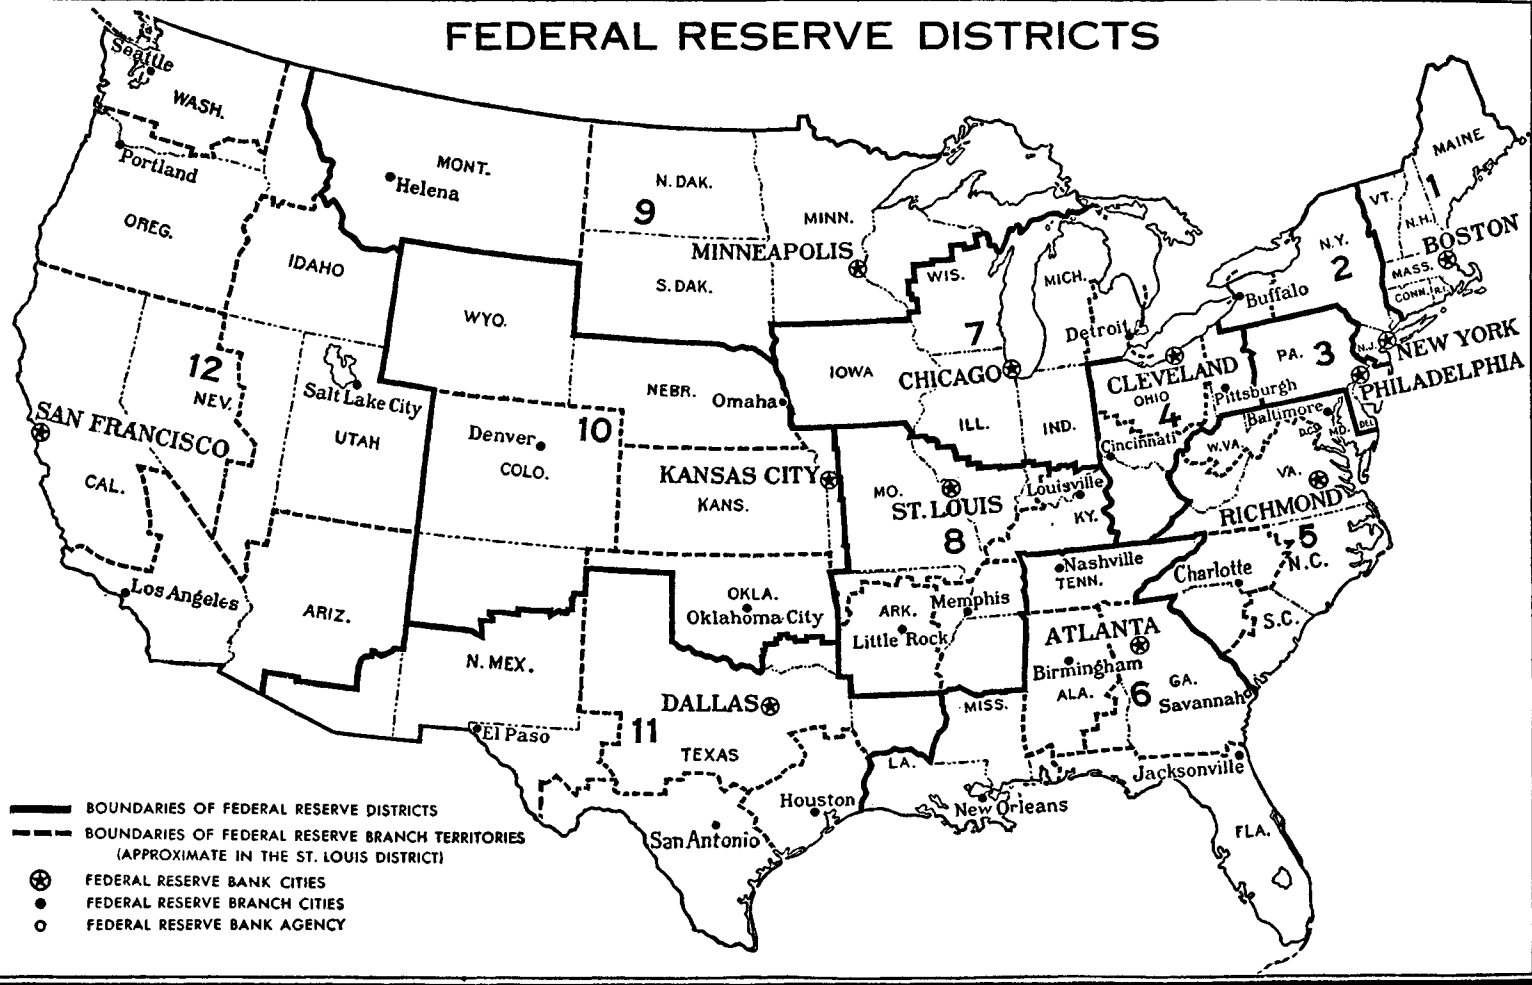 FEDERAL RESERVE DISTRICTS
Seattle
WASH.
Portland
OREG.
MONT.
Helena
IDAHO
N. DAK.
9
MINN.
MINNEAPOLIS
S. DAK.
WYO.
WIS.
MICH.
7
Detroit
MAINE
VT.
1
N.H.
BOSTON
MASS.
CONN.
R.I.
N.Y.
2
Buffalo
NEW YORK
N.J.
PA.
3
PHILADELPHIA
Pittsburgh
CLEVELAND
OHIO
4
Cincinnati
12
NEV.
SAN FRANCISCO
CAL.
Salt Lake City
UTAH
Los Angeles
ARIZ.
Denver
10
COLO.
NEBR.
Omaha
KANSAS CITY
KANS.
IOWA
CHICAGO
ILL.
IND.
MO.
ST. LOUIS
8
Louisville
KY.
Baltimore
D.C.
MD.
DEL.
W.VA.
VA.
RICHMOND
5
N.C.
Charlotte
S.C.
Nashville
TENN.
Memphis
ARK.
Little Rock
OKLA.
Oklahoma City
N. MEX.
El Paso
DALLAS
11
TEXAS
Houston
San Antonio
LA.
New Orleans
MISS.
ATLANTA
Birmingham
ALA.
6
GA.
Savannah
Jacksonville
FLA.
BOUNDARIES OF FEDERAL RESERVE DISTRICTS
BOUNDARIES OF FEDERAL RESERVE BRANCH TERRITORIES
(APPROXIMATE IN THE ST. LOUIS DISTRICT)
FEDERAL RESERVE BANK CITIES
FEDERAL RESERVE BRANCH CITIES
FEDERAL RESERVE BANK AGENCY